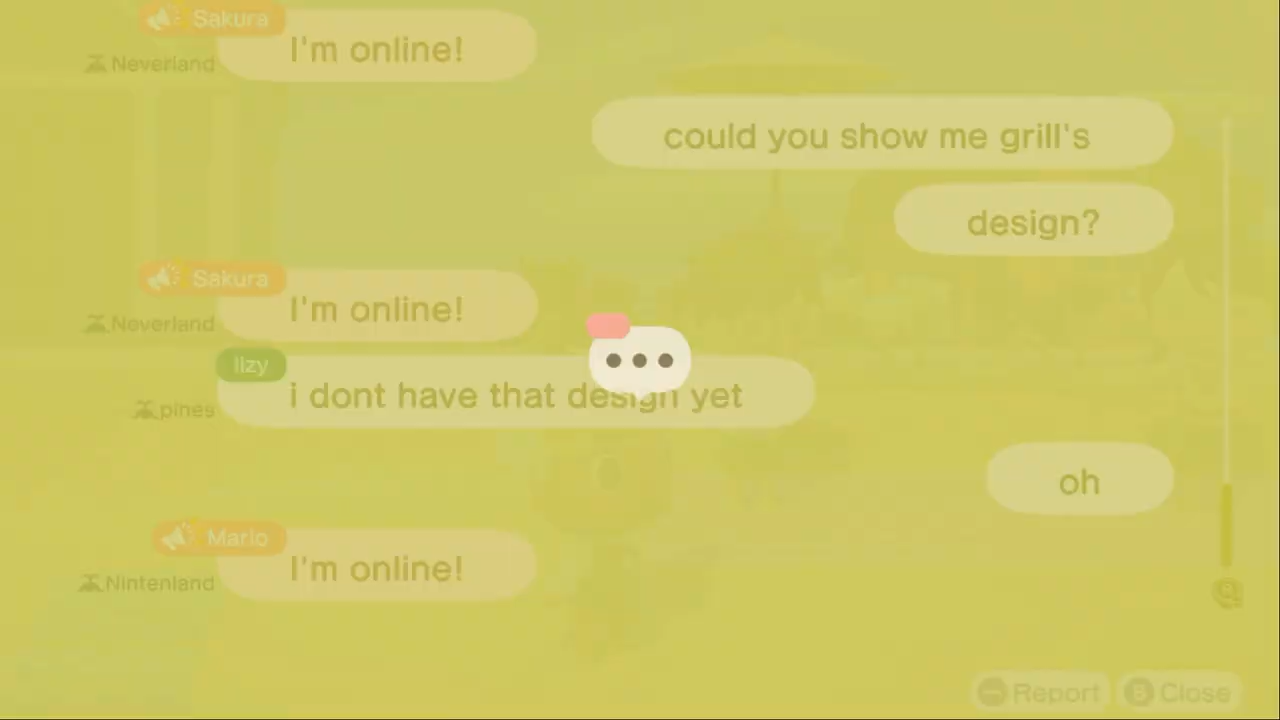 Sakura
I'm online!
Neverland
could you show me grill's
design?
Sakura
I'm online!
Neverland
Izy
i dont have that design yet
pines
oh
Mario
I'm online!
Nintenland
Report
B Close